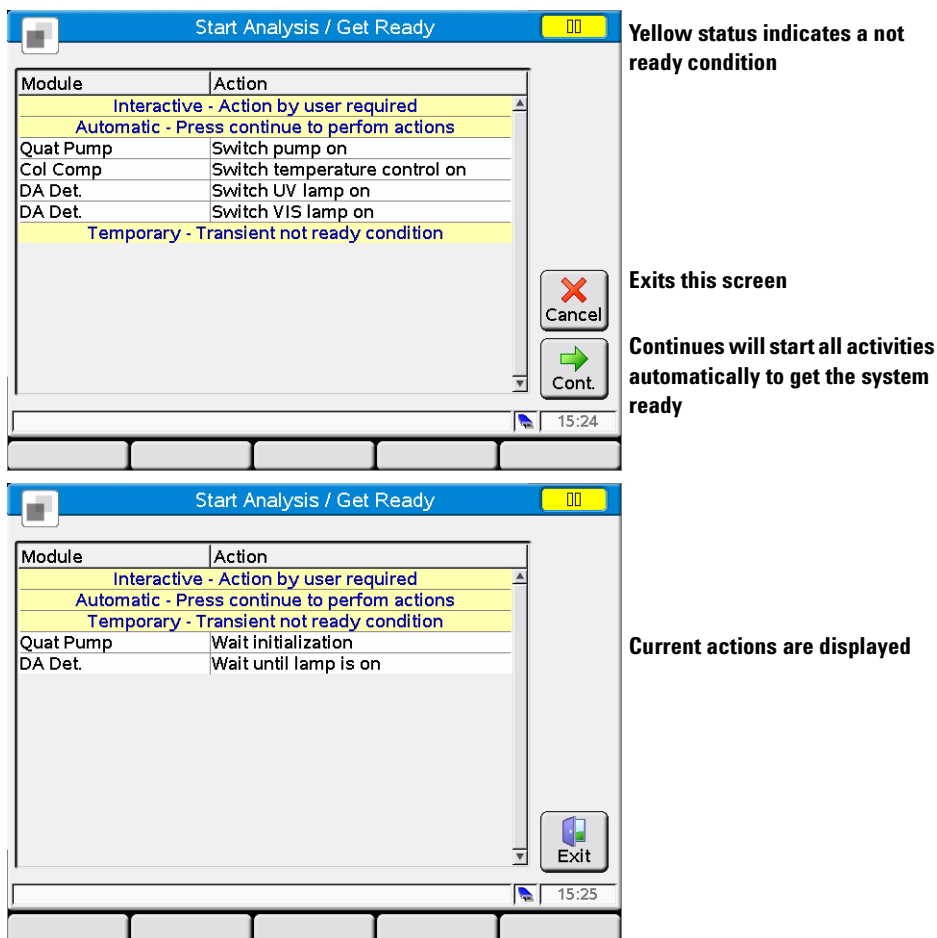 Start Analysis / Get Ready
Yellow status indicates a not
ready condition
Module Action
Interactive - Action by user required
Automatic - Press continue to perfom actions
Quat Pump Switch pump on
Col Comp Switch temperature control on
DA Det. Switch UV lamp on
DA Det. Switch VIS lamp on
Temporary - Transient not ready condition
Exits this screen
Cancel
Continues will start all activities
automatically to get the system
ready
Cont.
15:24
Start Analysis / Get Ready
Module Action
Interactive - Action by user required
Automatic - Press continue to perfom actions
Temporary - Transient not ready condition
Quat Pump Wait initialization
DA Det. Wait until lamp is on
Current actions are displayed
Exit
15:25